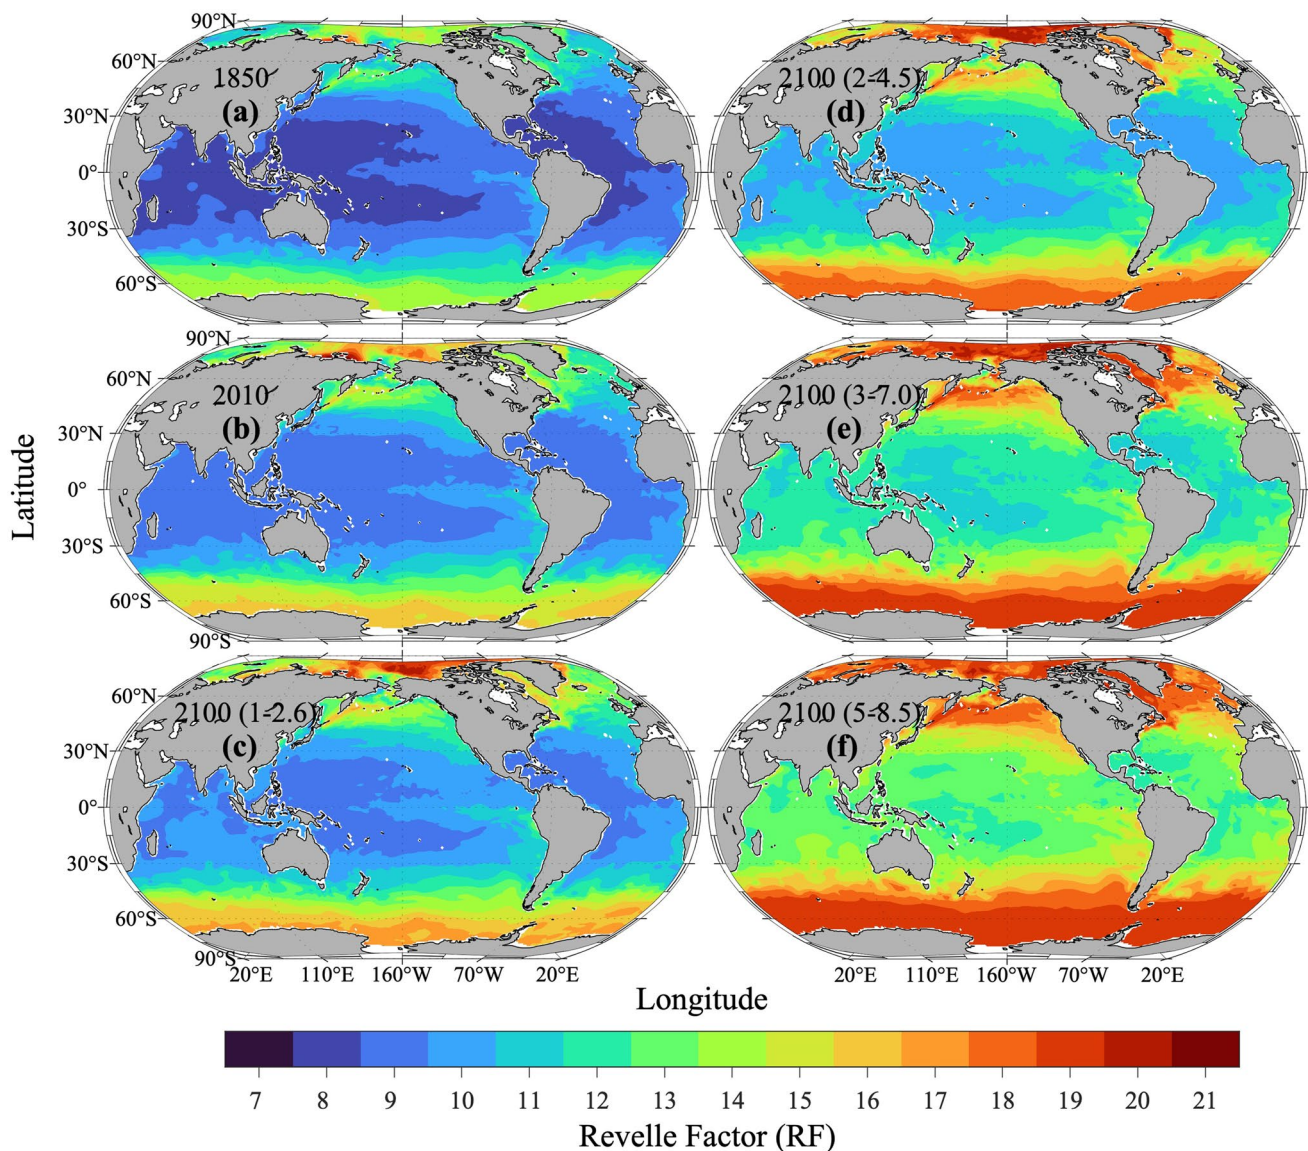 90°N
60°N
30°N
0°
30°S
60°S
1850
(a)
2100 (2-4.5)
(d)
90°N
60°N
30°N
0°
30°S
60°S
90°S
2010
(b)
2100 (3-7.0)
(e)
60°N
30°N
0°
30°S
60°S
90°S
2100 (1-2.6)
(c)
2100 (5-8.5)
(f)
Latitude
20°E 110°E 160°W 70°W 20°E
20°E 110°E 160°W 70°W 20°E
Longitude
7 8 9 10 11 12 13 14 15 16 17 18 19 20 21
Revelle Factor (RF)